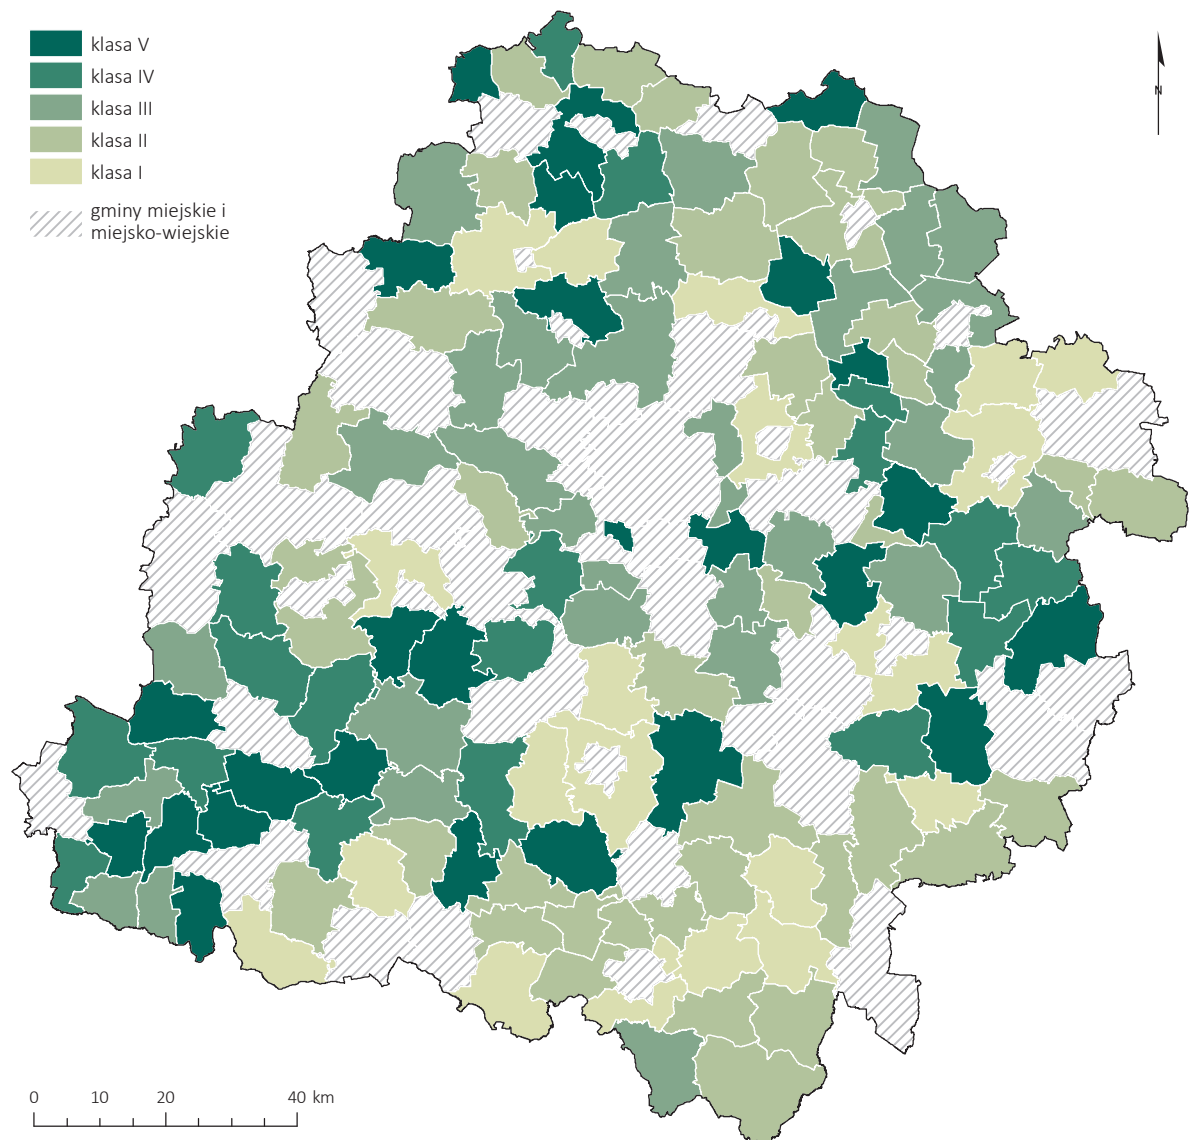 klasa V
klasa IV
klasa III
klasa II
klasa I
gminy miejskie i
miejsko-wiejskie
N
0 10 20 40 km